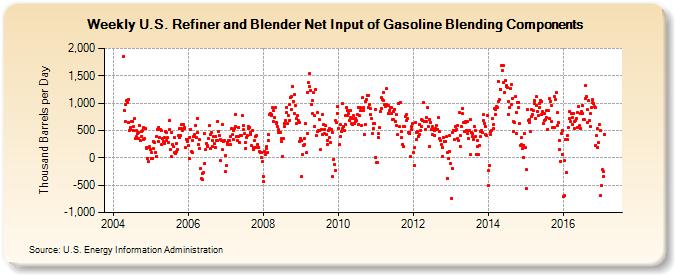 Weekly U.S. Refiner and Blender Net Input of Gasoline Blending Components
Thousand Barrels per Day
2,000
1,500
1,000
500
0
-500
-1,000
2004 2006 2008 2010 2012 2014 2016
Source: U.S. Energy Information Administration